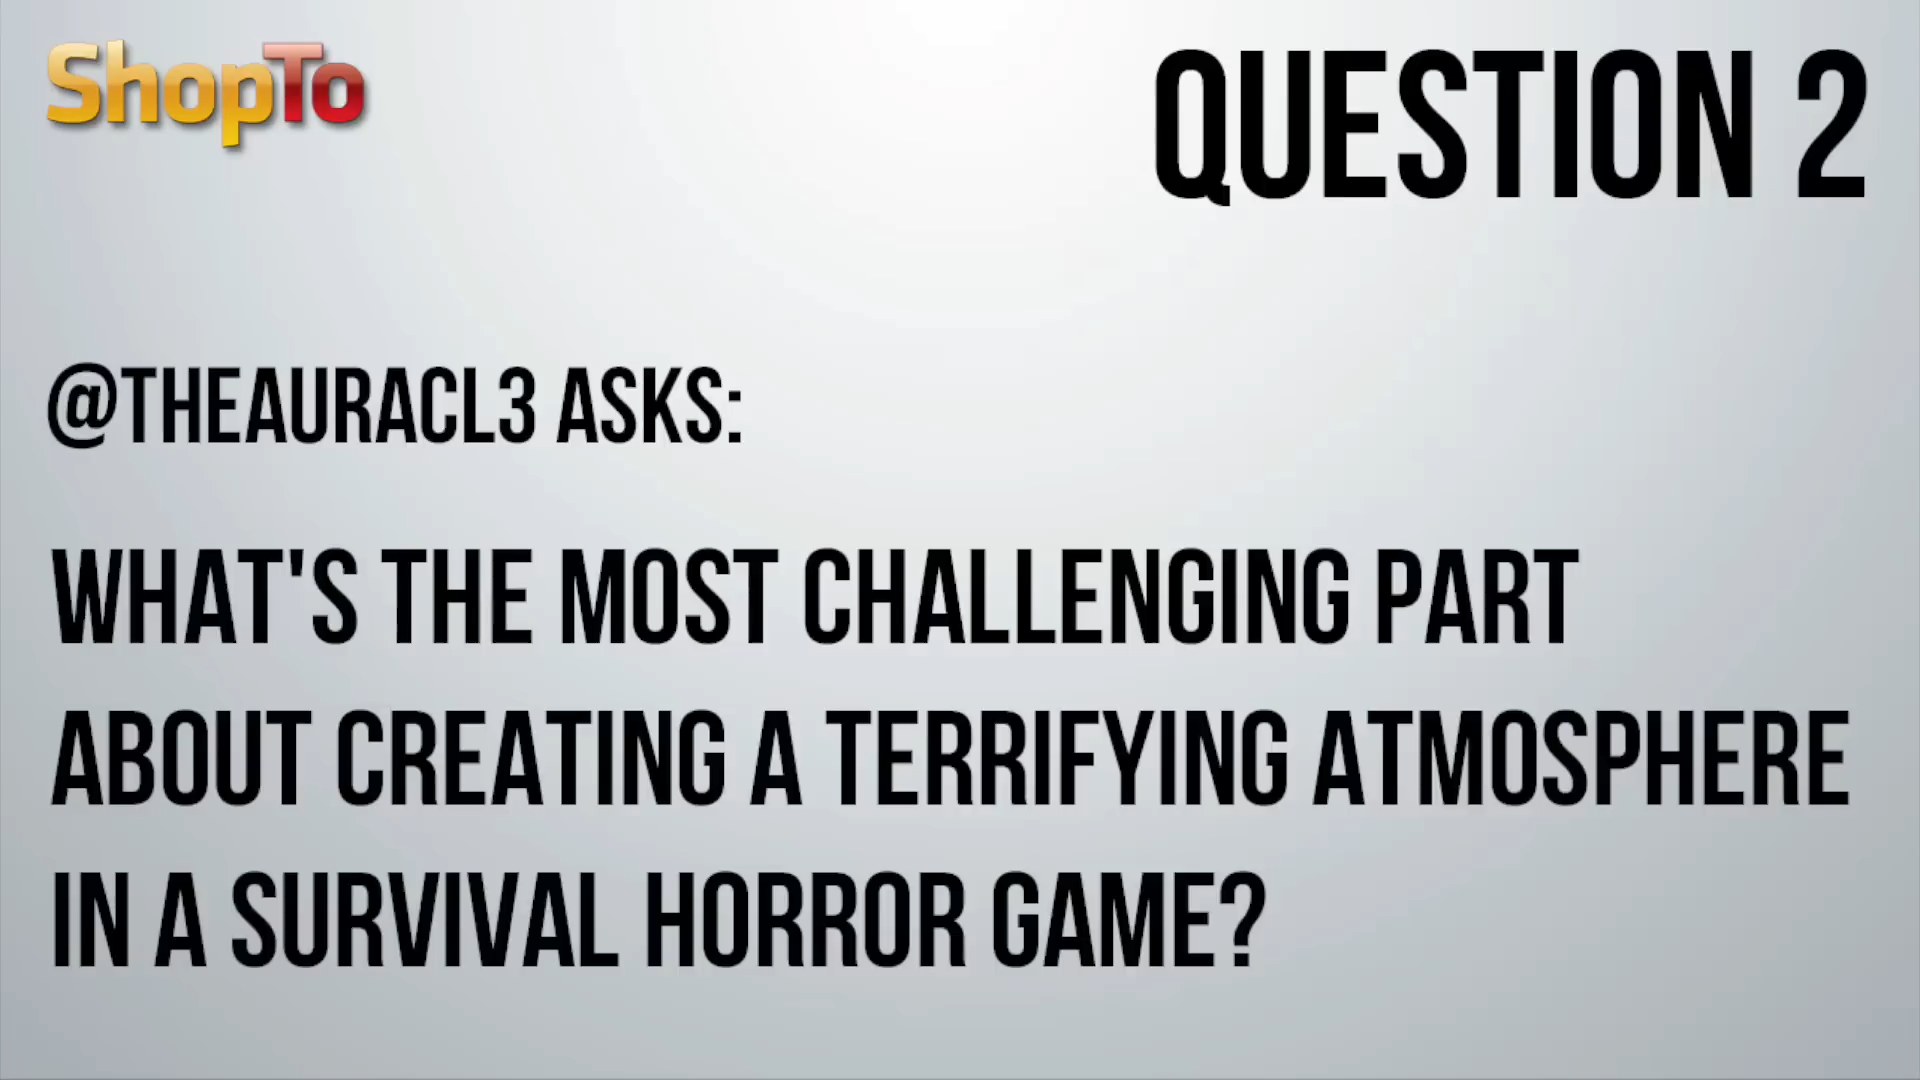 ShopTo
QUESTION 2
@THEAURACL3 ASKS:
WHAT'S THE MOST CHALLENGING PART
ABOUT CREATING A TERRIFYING ATMOSPHERE
IN A SURVIVAL HORROR GAME?